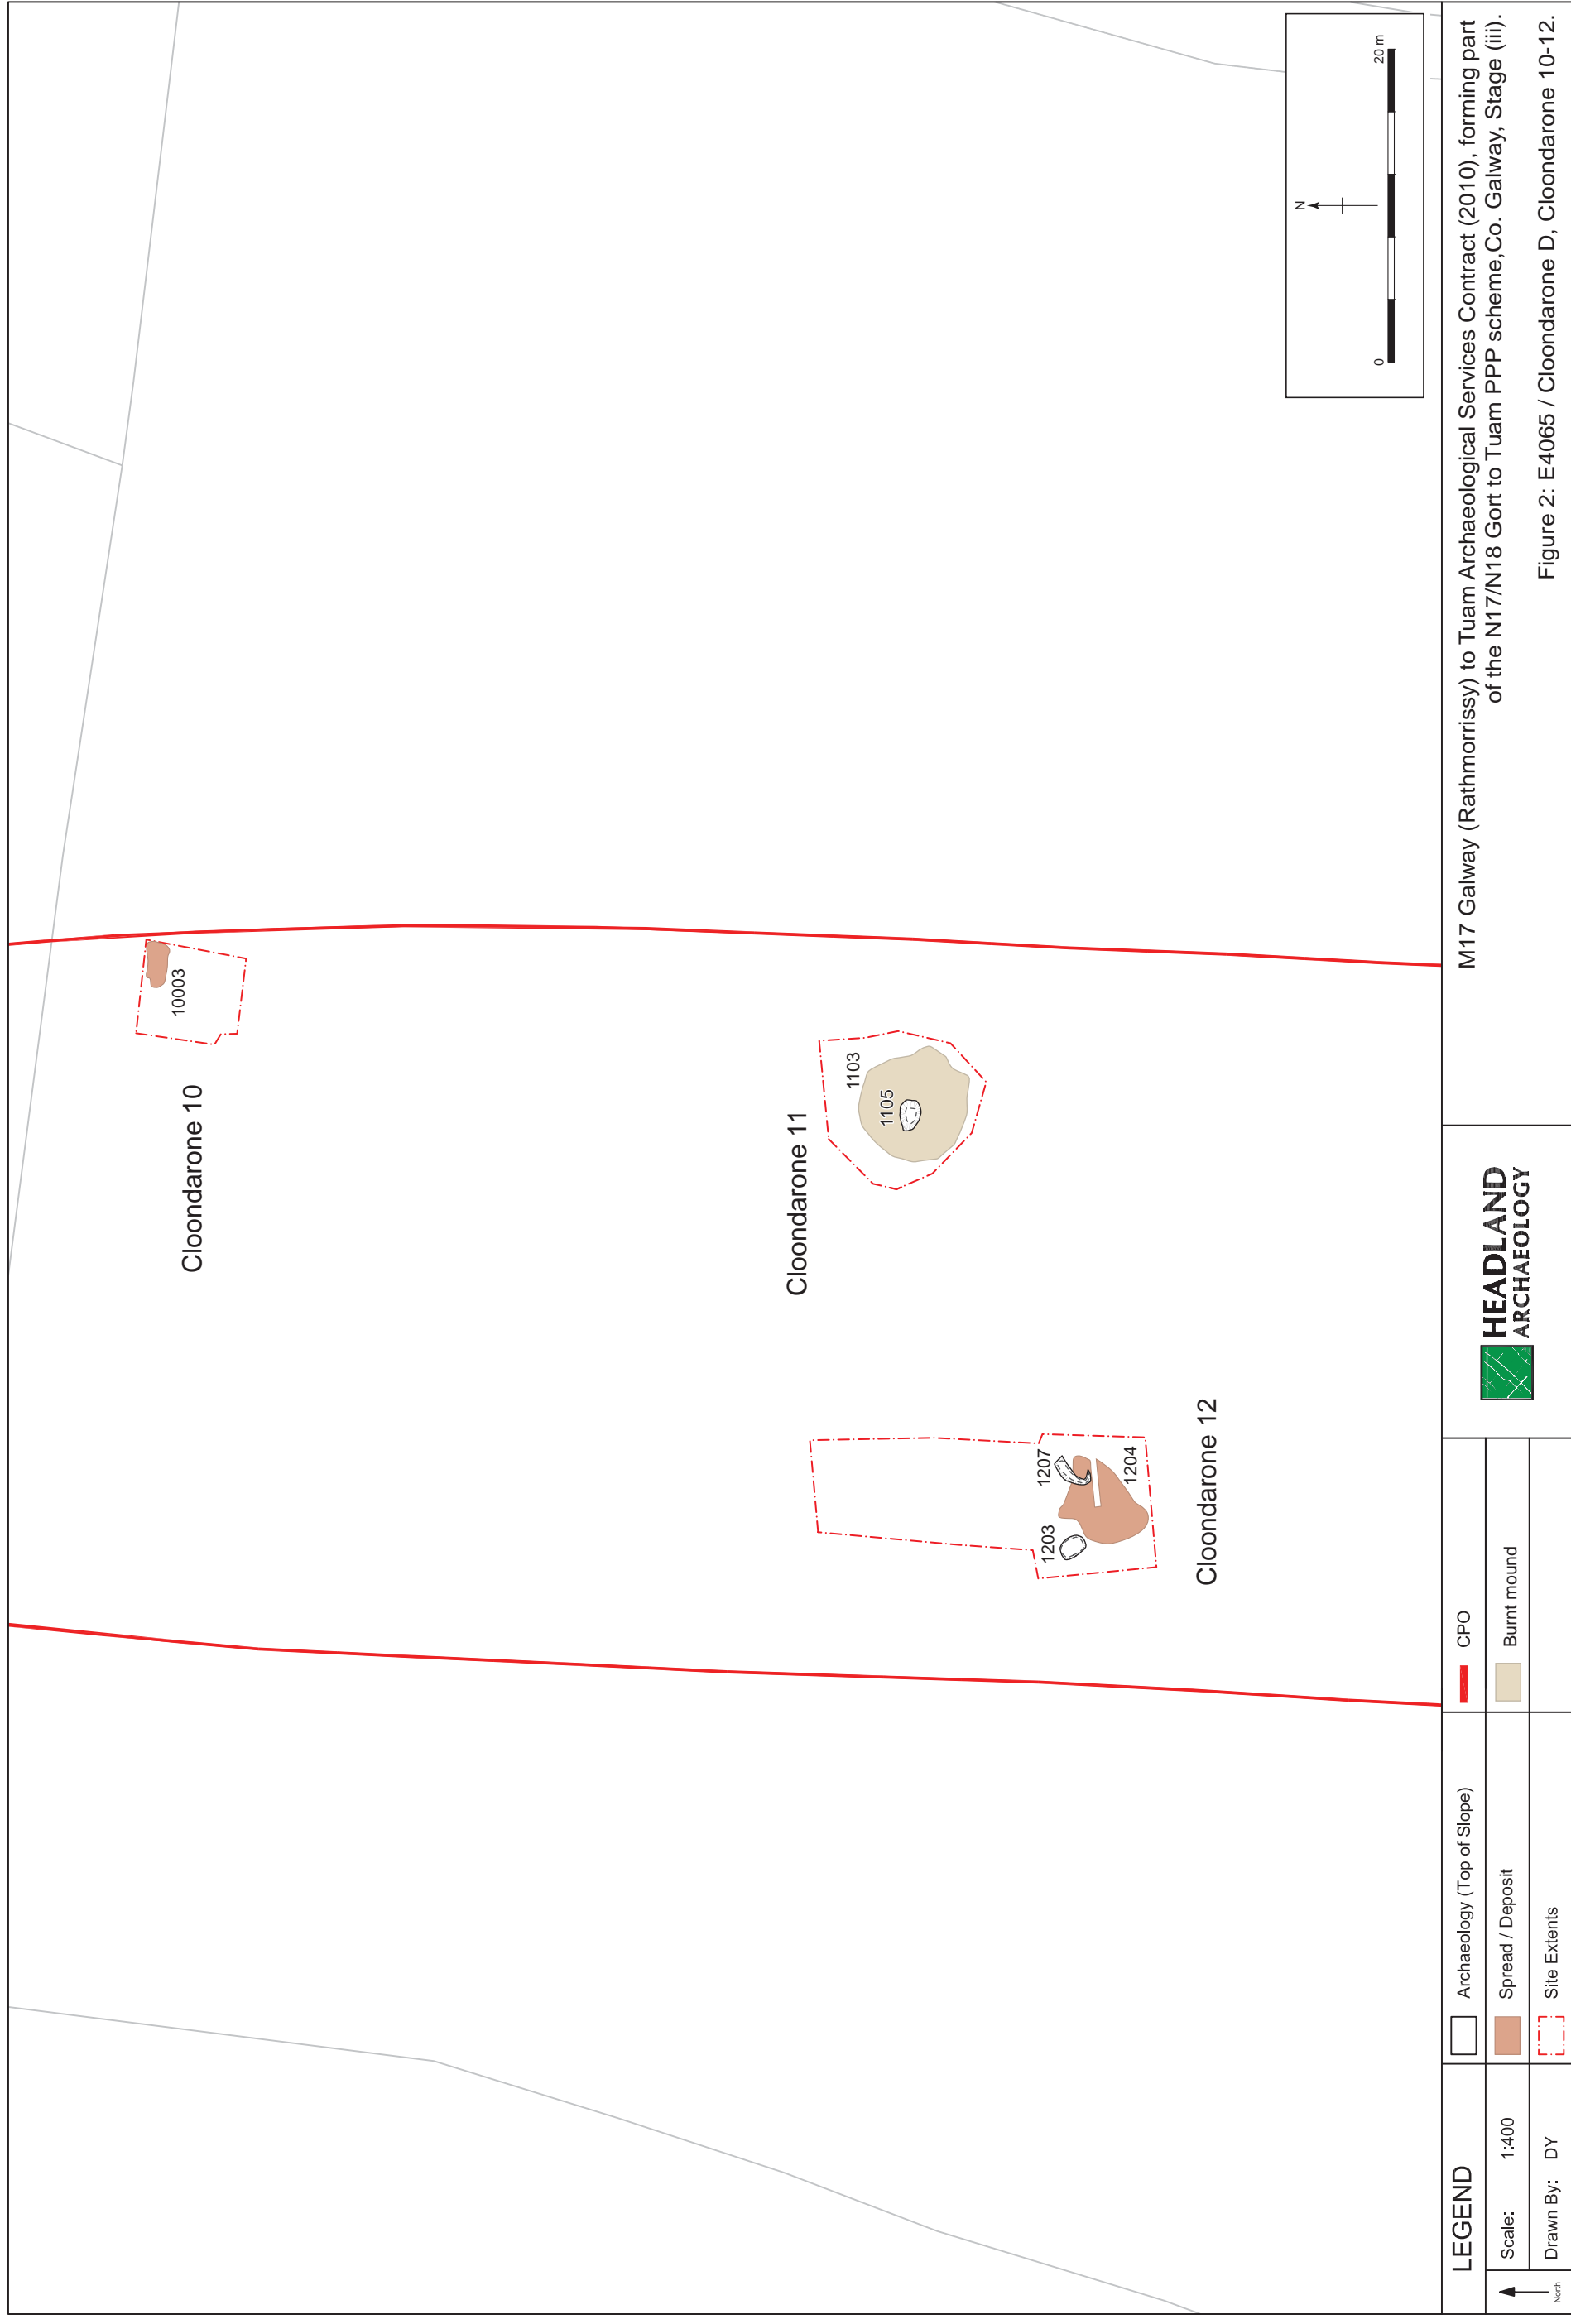 Cloondarone 10
10003
Cloondarone 11
1103
1105
Cloondarone 12
1203
1207
1204
N
0
20 m
LEGEND
Scale: 1:400
Drawn By: DY
North
Archaeology (Top of Slope)
Spread / Deposit
Site Extents
CPO
Burnt mound
HEADLAND
ARCHAEOLOGY
M17 Galway (Rathmorrissy) to Tuam Archaeological Services Contract (2010), forming part
of the N17/N18 Gort to Tuam PPP scheme,Co. Galway, Stage (iii).
Figure 2: E4065 / Cloondarone D, Cloondarone 10-12.